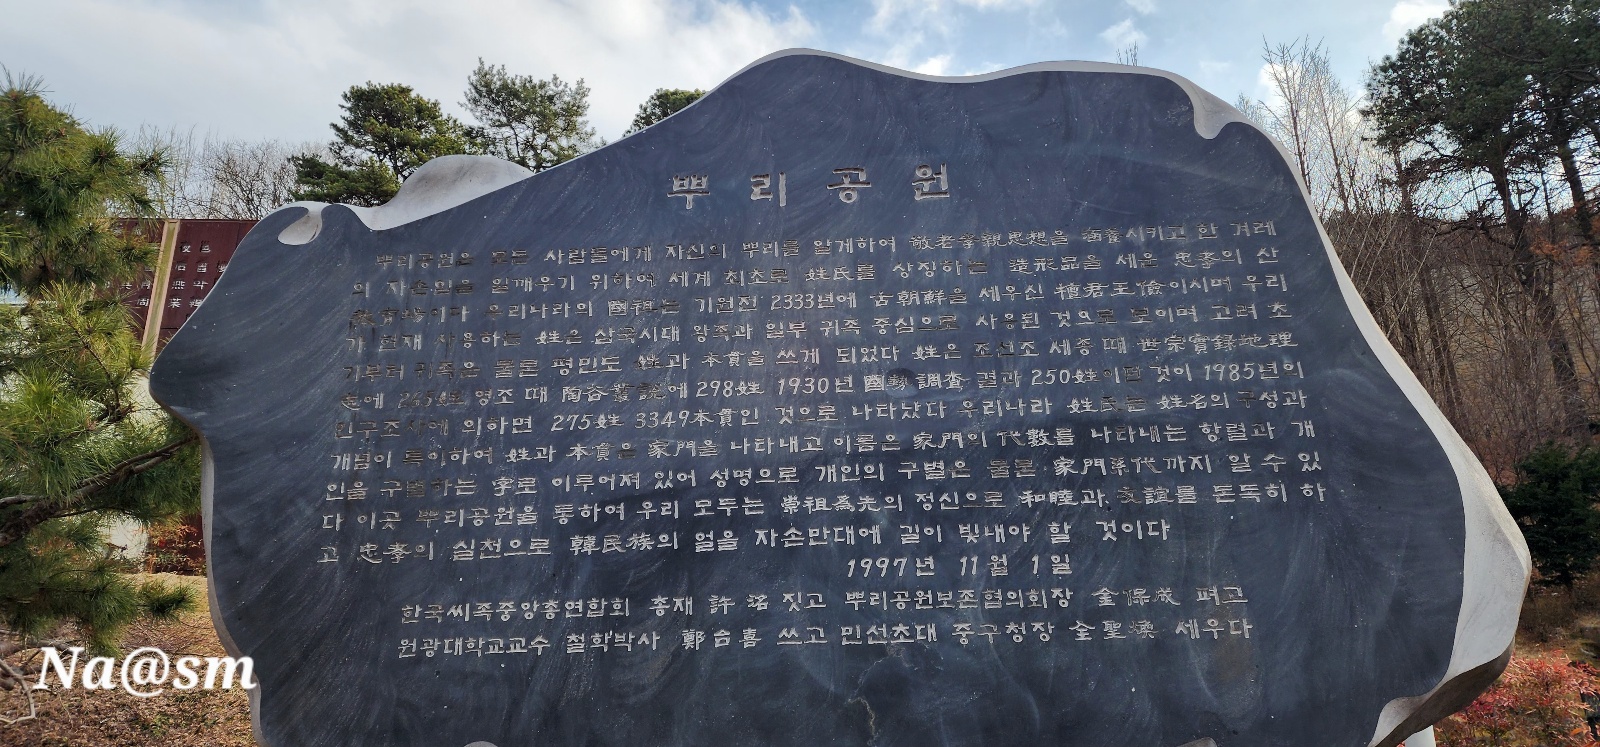 뿌리공원
뿌리공원은 모든 사람들에게 자신의 뿌리를 알게하여 敬老孝親思想을 涵養시키고 한 겨레
의 자손임을 일깨우기 위하여 세계 최초로 姓氏를 상징하는 造形品을 세운 忠孝의 산
敎育場이다 우리나라의 國祖는 기원전 2333년에 古朝鮮을 세우신 檀君王儉이시며 우리
가 현재 사용하는 姓은 삼국시대 왕족과 일부 귀족 중심으로 사용된 것으로 보이며 고려 초
기부터 귀족은 물론 평민도 姓과 本貫을 쓰게 되었다 姓은 조선조 세종 때 世宗實錄地理
志에 265姓 영조 때 陶谷叢說에 298姓 1930년 國勢調査 결과 250姓이던 것이 1985년의
인구조사에 의하면 275姓 3349本貫인 것으로 나타났다 우리나라 姓氏는 姓名의 구성과
개념이 특이하여 姓과 本貫은 家門을 나타내고 이름은 家門의 代數를 나타내는 항렬과 개
인을 구별하는 字로 이루어져 있어 성명으로 개인의 구별은 물론 家門系代까지 알 수 있
다 이곳 뿌리공원을 통하여 우리 모두는 崇祖爲先의 정신으로 和睦과 友誼를 돈독히 하
고 忠孝의 실천으로 韓民族의 얼을 자손만대에 길이 빛내야 할 것이다
1997년 11월 1일
한국씨족중앙총연합회 총재 許 짓고 뿌리공원보존협의회장 金保成 펴고
원광대학교교수 철학박사 鄭台喜 쓰고 민선초대 중구청장 金聖 세우다
Na@sm